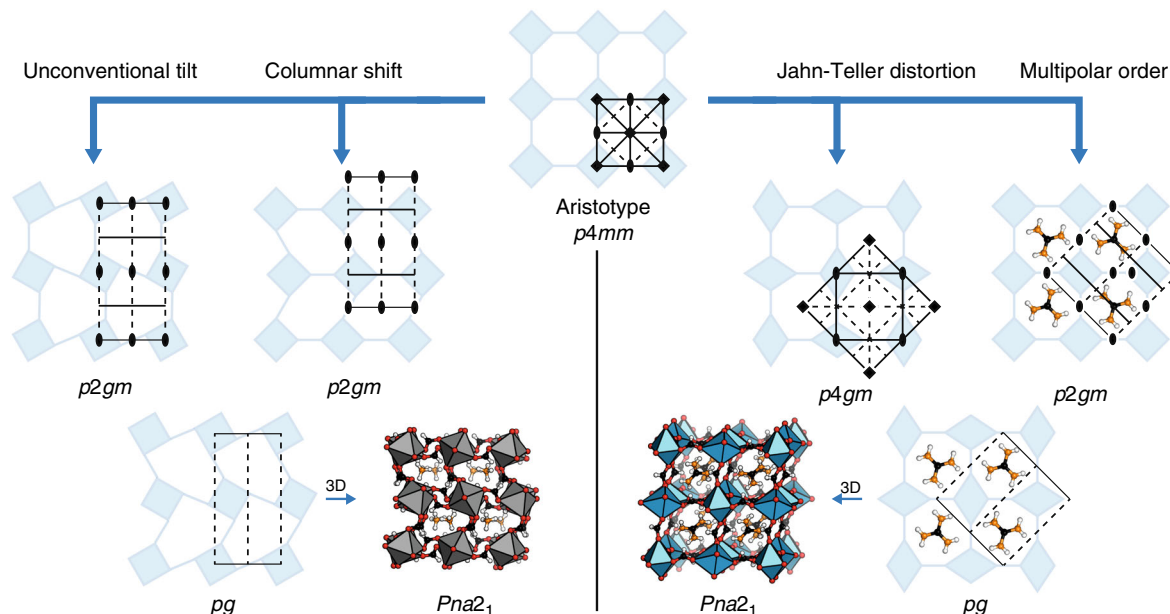 Unconventional tilt
Columnar shift
Jahn-Teller distortion
Multipolar order
Aristotype
p4mm
p2gm
p2gm
p4gm
p2gm
3D
3D
pg
Pna2₁
Pna2₁
pg